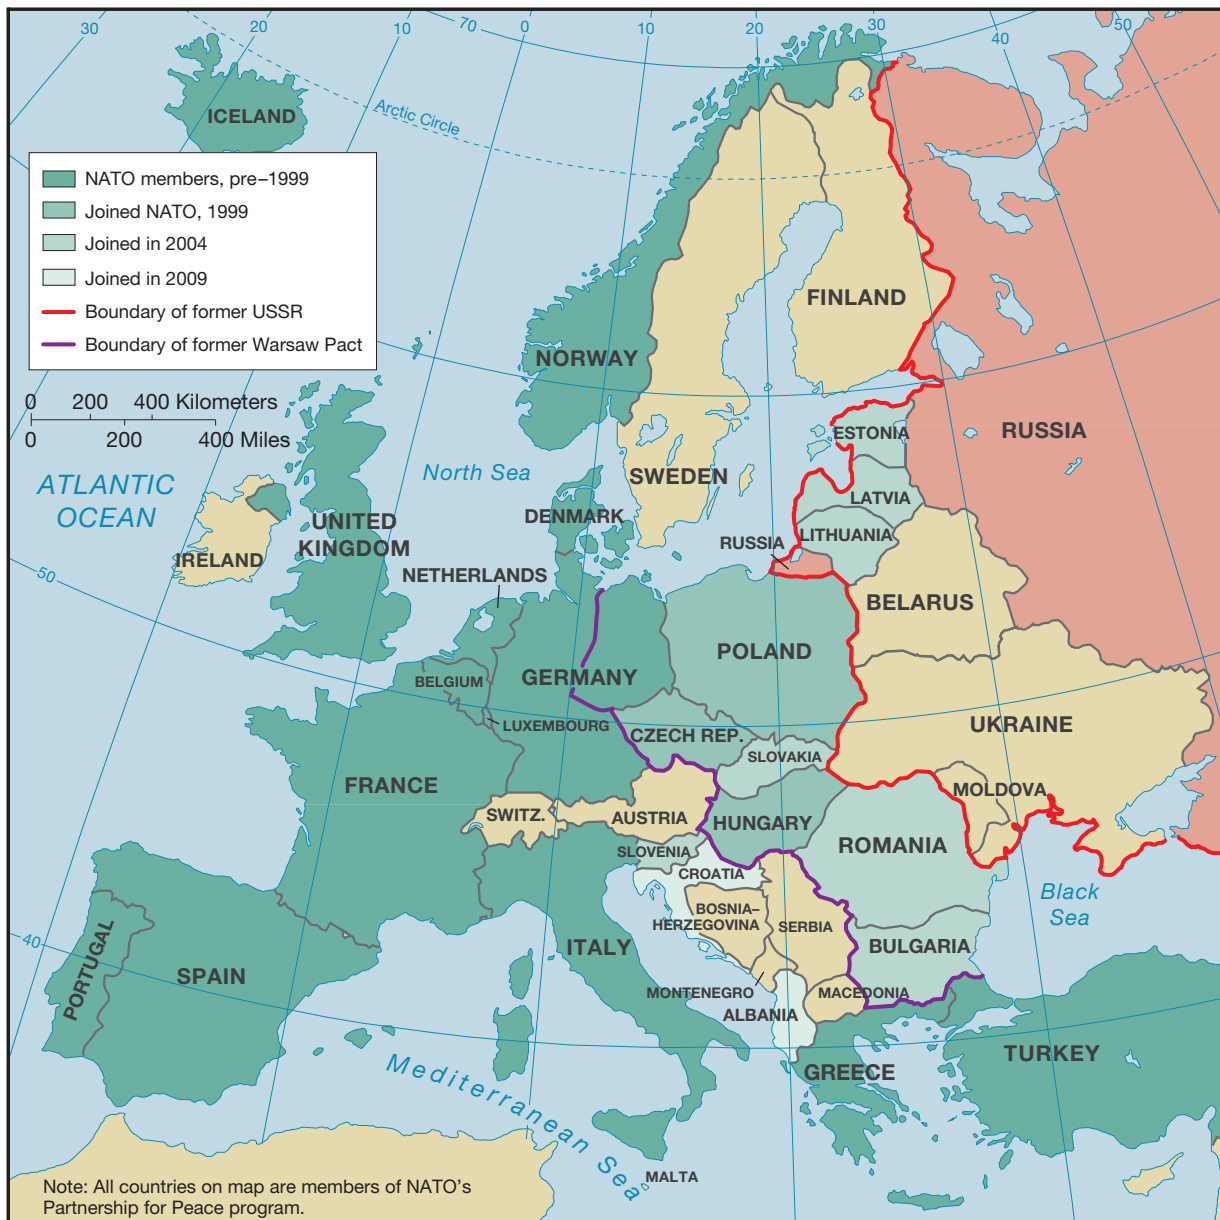 30
20
10
70
0
10
20
30
40
50
ICELAND
Arctic Circle
NATO members, pre–1999
Joined NATO, 1999
Joined in 2004
Joined in 2009
Boundary of former USSR
Boundary of former Warsaw Pact
0 200 400 Kilometers
0 200 400 Miles
FINLAND
NORWAY
SWEDEN
RUSSIA
ESTONIA
LATVIA
LITHUANIA
RUSSIA
ATLANTIC
OCEAN
North Sea
DENMARK
UNITED
KINGDOM
IRELAND
NETHERLANDS
50
BELARUS
POLAND
GERMANY
BELGIUM
LUXEMBOURG
CZECH REP.
UKRAINE
SLOVAKIA
FRANCE
MOLDOVA
SWITZ.
AUSTRIA
HUNGARY
ROMANIA
SLOVENIA
CROATIA
BOSNIA–
HERZEGOVINA
SERBIA
Black
Sea
ITALY
BULGARIA
40
PORTUGAL
SPAIN
MONTENEGRO
MACEDONIA
ALBANIA
GREECE
TURKEY
Mediterranean Sea
MALTA
Note: All countries on map are members of NATO's
Partnership for Peace program.